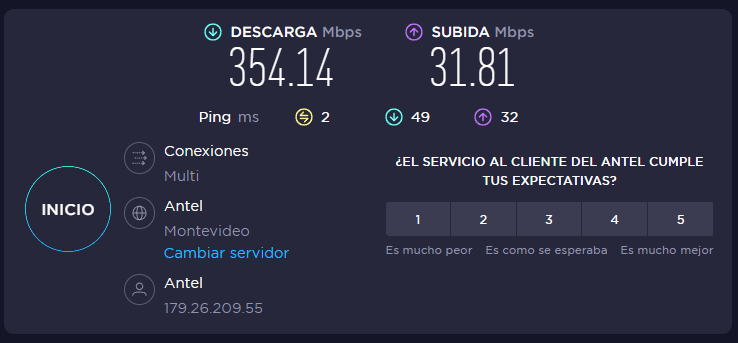 DESCARGA Mbps SUBIDA Mbps
354.14 31.81
Ping ms 2 49 32
Conexiones
Multi
INICIO
Antel
Montevideo
Cambiar servidor
Antel
179.26.209.55
¿EL SERVICIO AL CLIENTE DEL ANTEL CUMPLE
TUS EXPECTATIVAS?
1 2 3 4 5
Es mucho peor Es como se esperaba Es mucho mejor